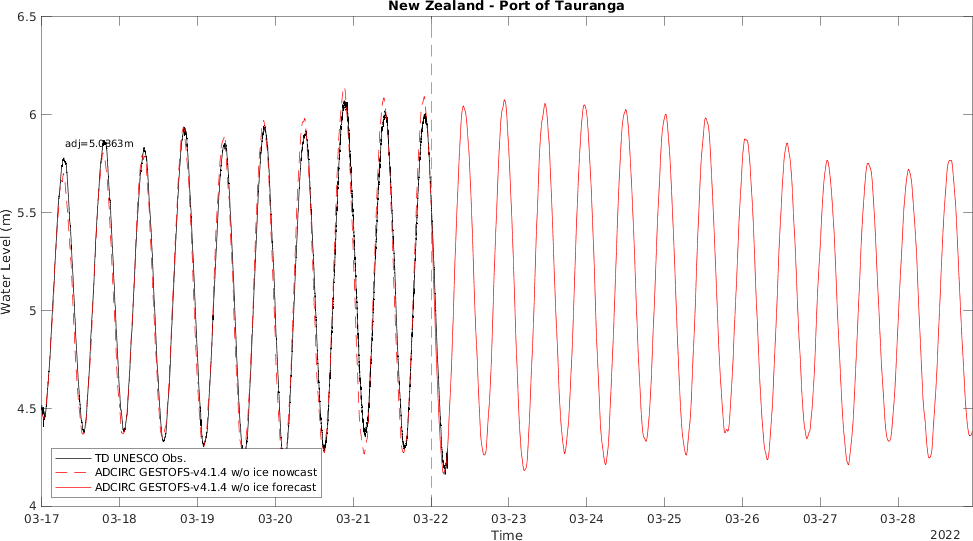 New Zealand - Port of Tauranga
6.5
6
5.5
5
4.5
4
Water Level (m)
adj=5.0363m
TD UNESCO Obs.
ADCIRC GESTOFS-v4.1.4 w/o ice nowcast
ADCIRC GESTOFS-v4.1.4 w/o ice forecast
03-17 03-18 03-19 03-20 03-21 03-22 03-23 03-24 03-25 03-26 03-27 03-28
Time
2022